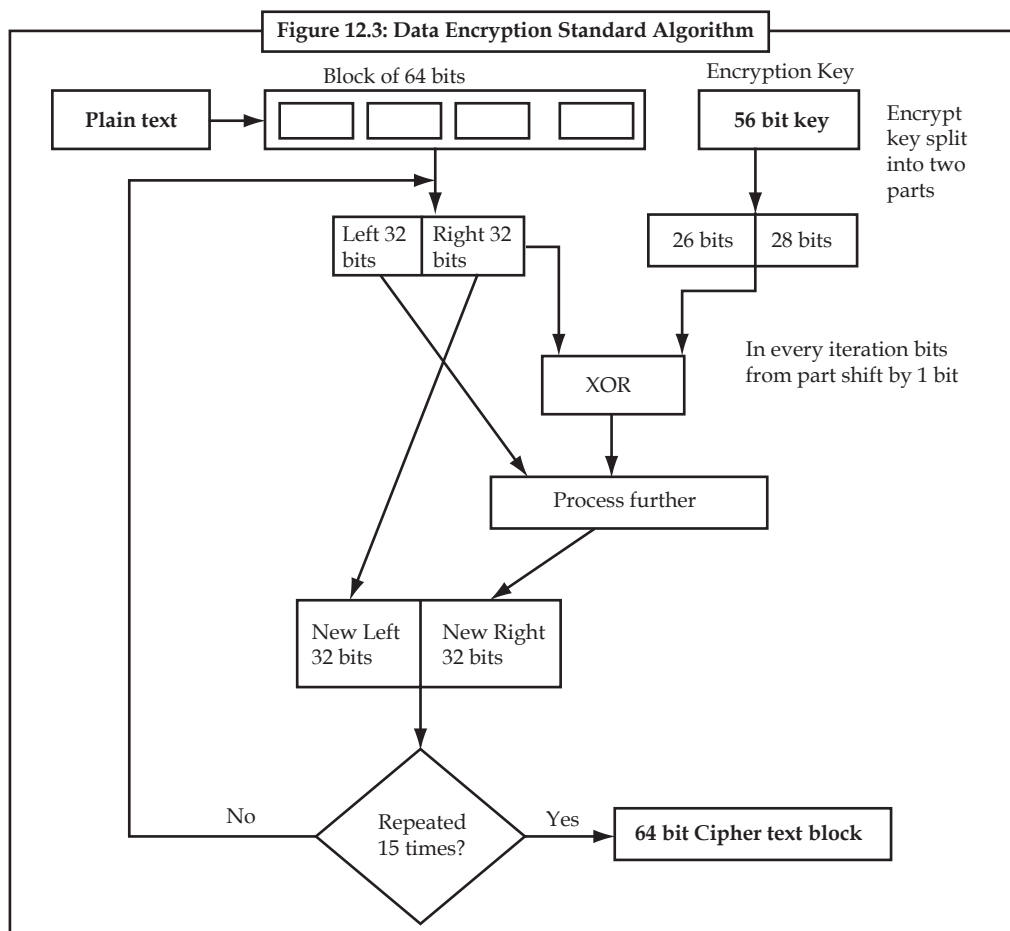 Figure 12.3: Data Encryption Standard Algorithm
Block of 64 bits
Encryption Key
Plain text
56 bit key
Encrypt
key split
into two
parts
Left 32
bits
Right 32
bits
26 bits
28 bits
In every iteration bits
from part shift by 1 bit
XOR
Process further
New Left
32 bits
New Right
32 bits
No
Repeated
15 times?
Yes
64 bit Cipher text block